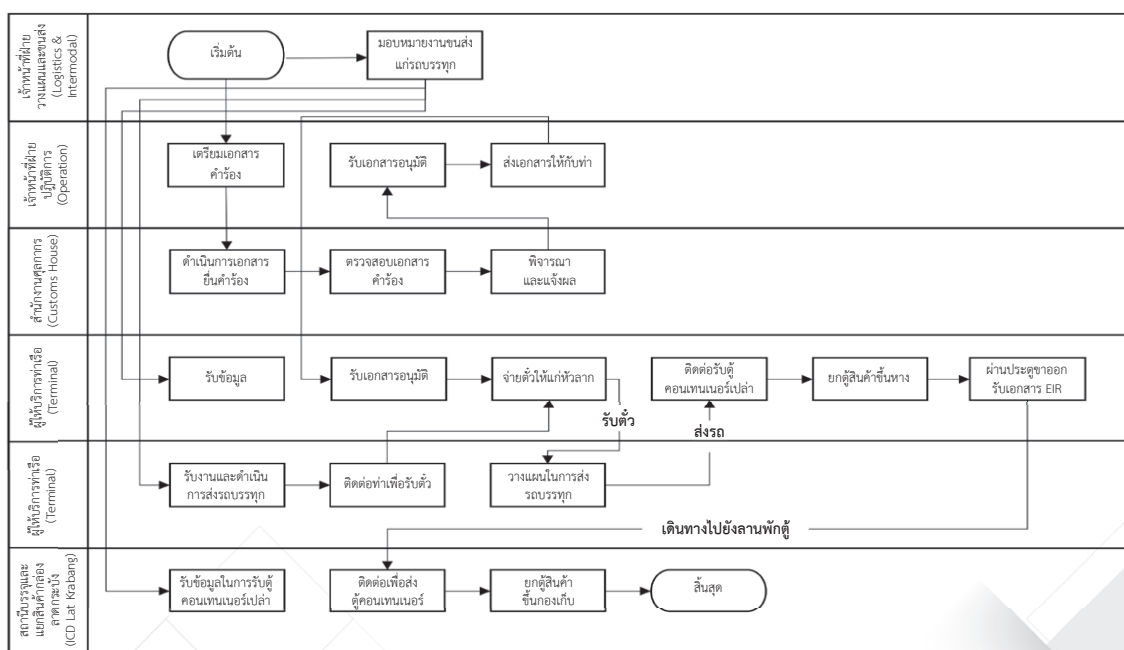 เจ้าหน้าที่ฝ่าย
วางแผนและขนส่ง
(Logistics &
Intermodal)
เริ่มต้น
มอบหมายงานขนส่ง
แก่รถบรรทุก
เจ้าหน้าที่ฝ่าย
ปฏิบัติการ
(Operation)
เตรียมเอกสาร
คำร้อง
รับเอกสารอนุมัติ
ส่งเอกสารให้กับท่า
สำนักงานศุลกากร
(Customs House)
ดำเนินการเอกสาร
ยื่นคำร้อง
ตรวจสอบเอกสาร
คำร้อง
พิจารณา
และแจ้งผล
ผู้ให้บริการท่าเรือ
(Terminal)
รับข้อมูล
รับเอกสารอนุมัติ
จ่ายตั๋วให้แก่หัวลาก
ติดต่อรับตู้
คอนเทนเนอร์เปล่า
ยกตู้สินค้าขึ้นหาง
ผ่านประตูขาออก
รับเอกสาร EIR
รับตั๋ว
ส่งรถ
ผู้ให้บริการท่าเรือ
(Terminal)
รับงานและดำเนิน
การส่งรถบรรทุก
ติดต่อท่าเพื่อรับตั๋ว
วางแผนในการส่ง
รถบรรทุก
เดินทางไปยังลานพักตู้
สถานีบรรจุและ
แยกสินค้ากล่อง
ลาดกระบัง
(ICD Lat Krabang)
รับข้อมูลในการรับตู้
คอนเทนเนอร์เปล่า
ติดต่อเพื่อส่ง
ตู้คอนเทนเนอร์
ยกตู้สินค้า
ขึ้นกองเก็บ
สิ้นสุด